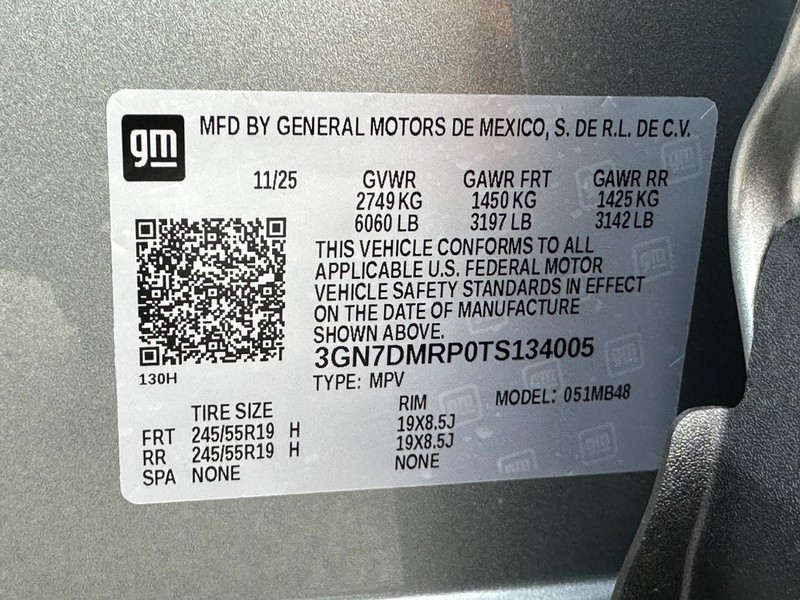 gm
MFD BY GENERAL MOTORS DE MEXICO, S. DE R.L. DE C.V.
11/25 GVWR GAWR FRT GAWR RR
2749 KG 1450 KG 1425 KG
6060 LB 3197 LB 3142 LB
THIS VEHICLE CONFORMS TO ALL
APPLICABLE U.S. FEDERAL MOTOR
VEHICLE SAFETY STANDARDS IN EFFECT
ON THE DATE OF MANUFACTURE
SHOWN ABOVE.
3GN7DMRP0TS134005
130H
TYPE: MPV MODEL: 051MB48
TIRE SIZE RIM
FRT 245/55R19 H 19X8.5J
RR 245/55R19 H 19X8.5J
SPA NONE NONE